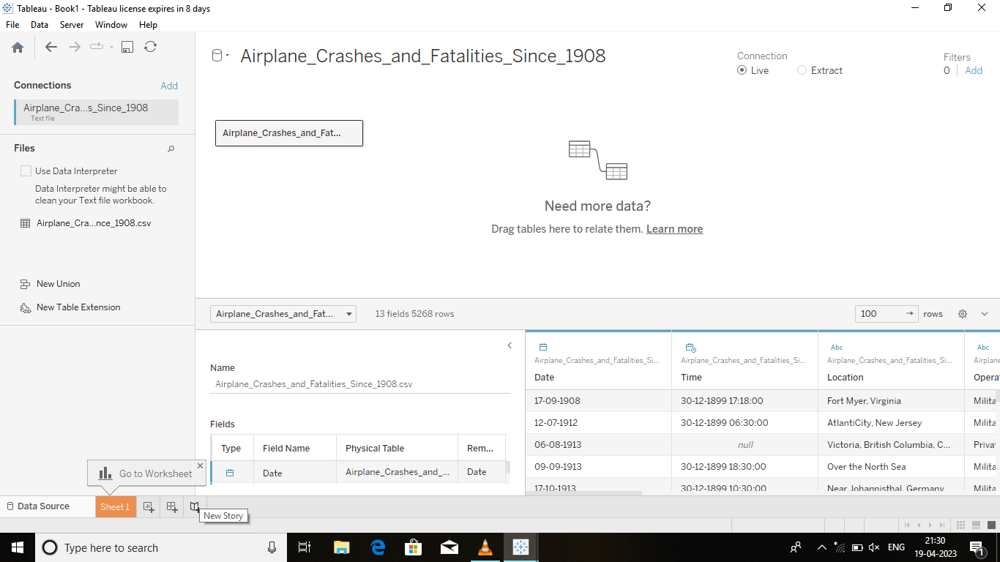 Tableau - Book1 - Tableau license expires in 8 days
File Data Server Window Help
Connections Add
Airplane_Cra...s_Since_1908
Text file
Files
Use Data Interpreter
Data Interpreter might be able to
clean your Text file workbook.
Airplane_Cra...nce_1908.csv
New Union
New Table Extension
Airplane_Crashes_and_Fatalities_Since_1908
Connection
Live Extract
Filters
0 Add
Airplane_Crashes_and_Fat...
Need more data?
Drag tables here to relate them. Learn more
Airplane_Crashes_and_Fat... 13 fields 5268 rows 100 rows
Name
Airplane_Crashes_and_Fatalities_Since_1908.csv
Fields
Type Field Name Physical Table Rem...
Date Airplane_Crashes_and_... Date
Abc Abc
Airplane_Crashes_and_Fatalities_Si... Airplane_Crashes_and_Fatalities_Si... Airplane_Crashes_and_Fatalities_Si... Airplane
Date Time Location Operat
17-09-1908 30-12-1899 17:18:00 Fort Myer, Virginia Milita
12-07-1912 30-12-1899 06:30:00 AtlantiCity, New Jersey Milita
06-08-1913 null Victoria, British Columbia, C... Privat
09-09-1913 30-12-1899 18:30:00 Over the North Sea Milita
17-10-1913 30-12-1899 10:30:00 Near Johannisthal, Germany Milita
Go to Worksheet
Data Source Sheet 1
New Story
Type here to search
ENG
21:30
19-04-2023
1